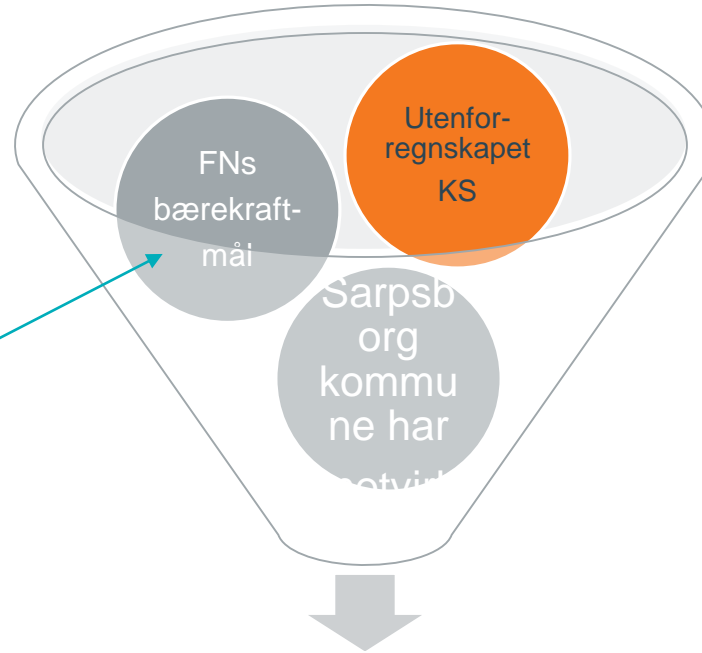 Utenfor-
regnskapet
KS
FNs
bærekraft-
mål
Sarpsb
org
kommu
ne har